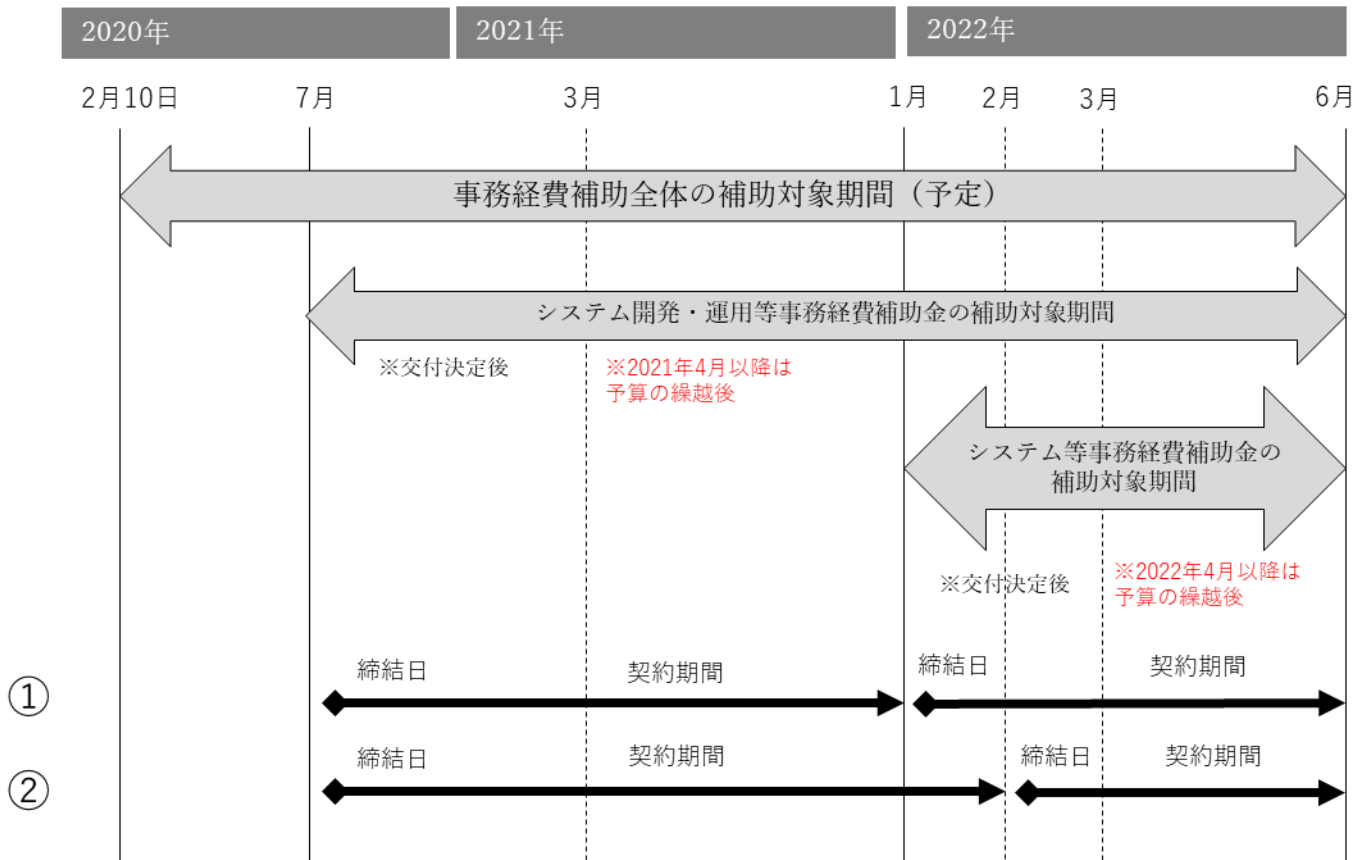 2020年
2021年
2022年
2月10日
7月
3月
1月
2月
3月
6月
事務経費補助全体の補助対象期間（予定）
システム開発・運用等事務経費補助金の補助対象期間
※交付決定後
※2021年4月以降は
予算の繰越後
システム等事務経費補助金の
補助対象期間
※交付決定後
※2022年4月以降は
予算の繰越後
①
締結日
契約期間
締結日
契約期間
②
締結日
契約期間
締結日
契約期間